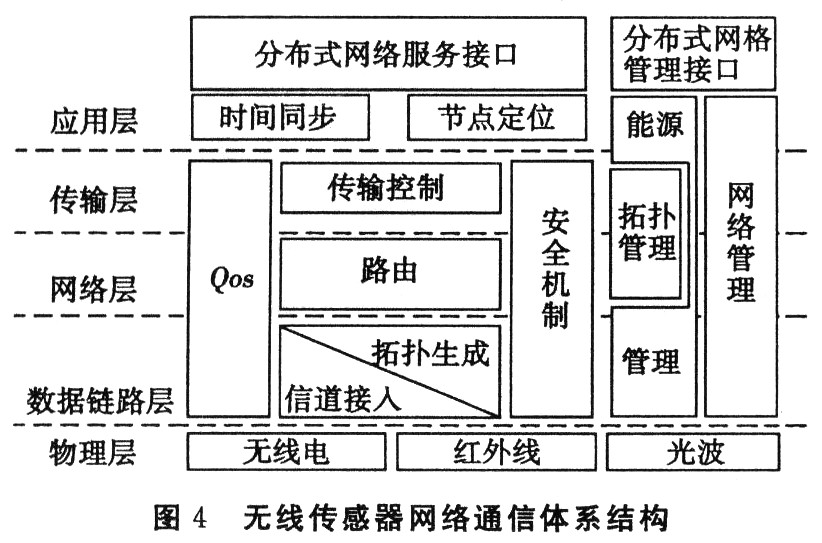 分布式网络服务接口
分布式网格
管理接口
应用层
时间同步
节点定位
能源
传输层
传输控制
拓扑
管理
网络层
Qos
路由
安全机制
网络管理
拓扑生成
管理
数据链路层
信道接入
物理层
无线电
红外线
光波
图 4 无线传感器网络通信体系结构